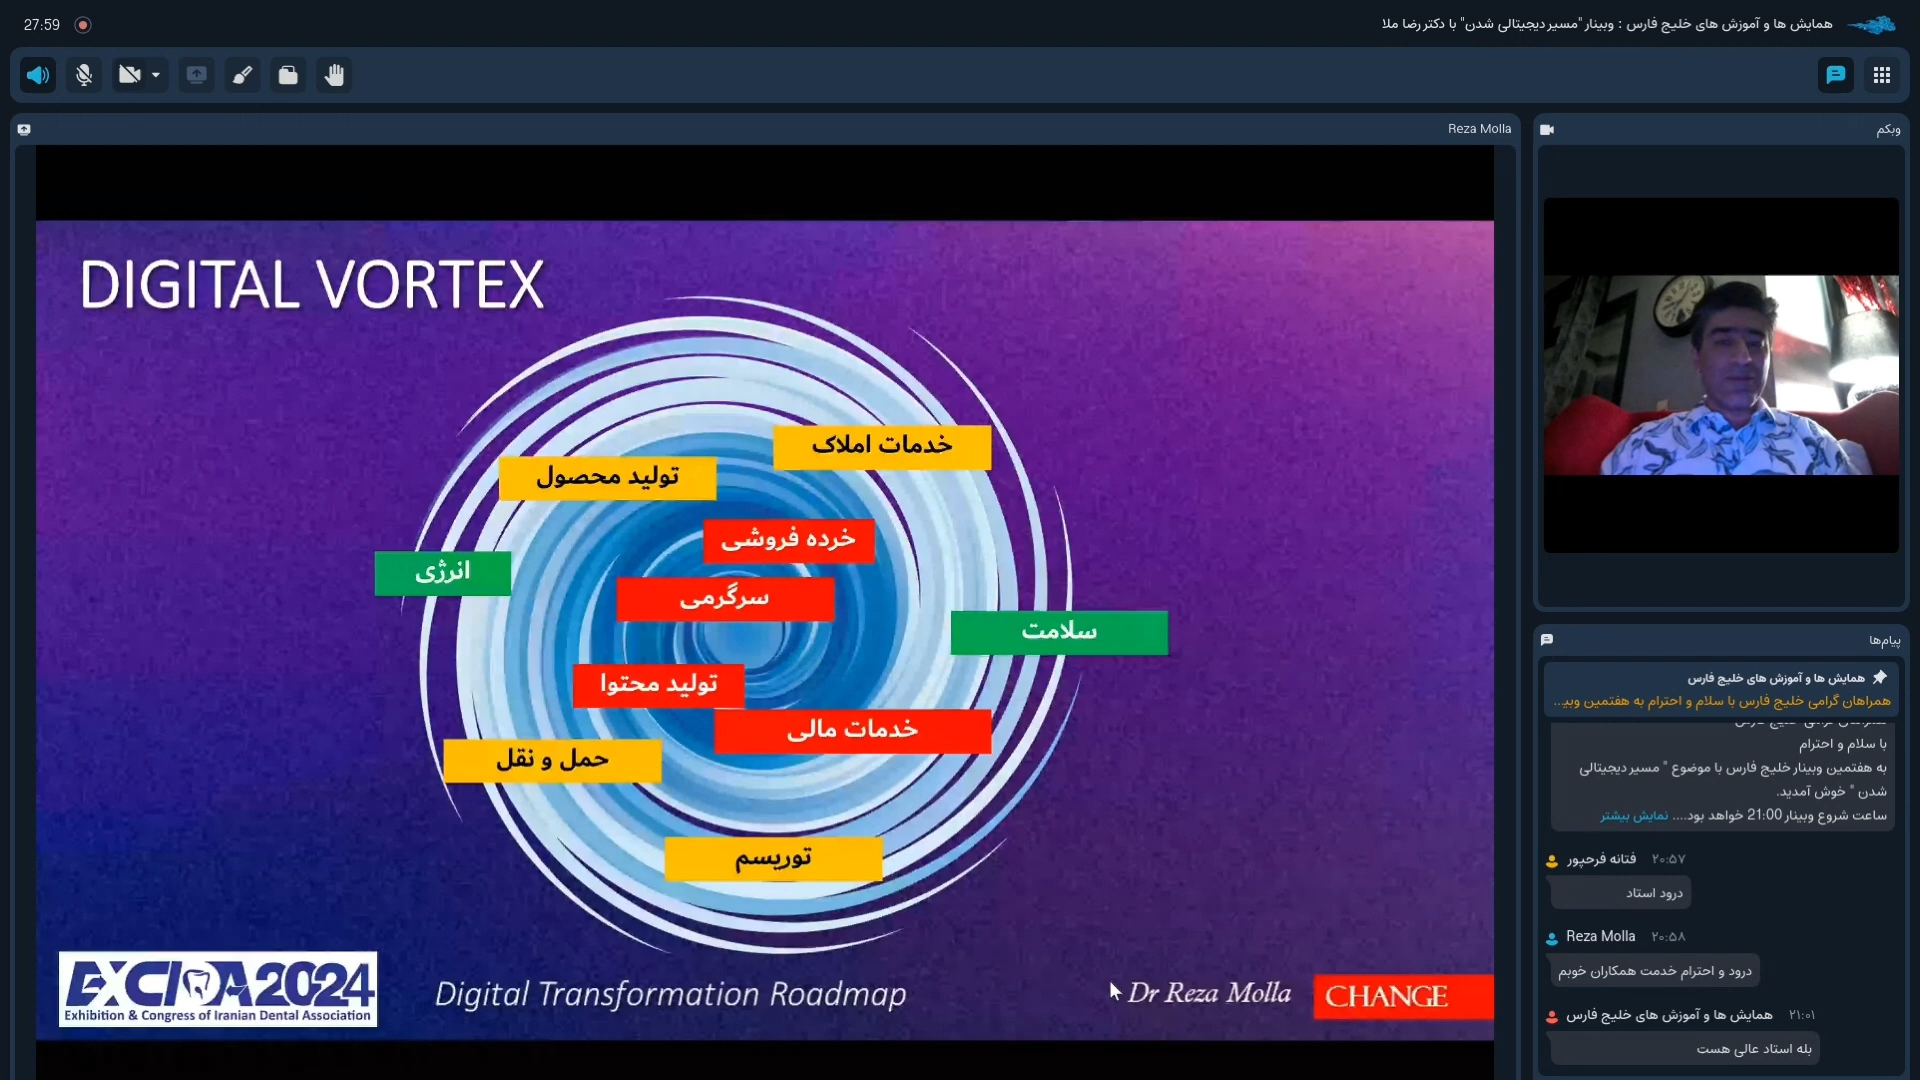 27:59
همایش ها و آموزش های خلیج فارس : وبینار "مسیر دیجیتالی شدن" با دکتر رضا ملا
Reza Molla
DIGITAL VORTEX
خدمات املاک
تولید محصول
خرده فروشی
انرژی
سرگرمی
سلامت
تولید محتوا
خدمات مالی
حمل و نقل
توریسم
EXCIDA2024
Exhibition & Congress of Iranian Dental Association
Digital Transformation Roadmap
Dr Reza Molla
CHANGE
وبکم
پیام‌ها
همایش ها و آموزش های خلیج فارس
همراهان گرامی خلیج فارس با سلام و احترام به هفتمین وبی...
با سلام و احترام
به هفتمین وبینار خلیج فارس با موضوع " مسیر دیجیتالی
شدن " خوش آمدید.
ساعت شروع وبینار 21:00 خواهد بود.... نمایش بیشتر
فتانه فرحپور ۲۰:۵۷
درود استاد
Reza Molla ۲۰:۵۸
درود و احترام خدمت همکاران خوبم
همایش ها و آموزش های خلیج فارس ۲۱:۰۱
بله استاد عالی هست